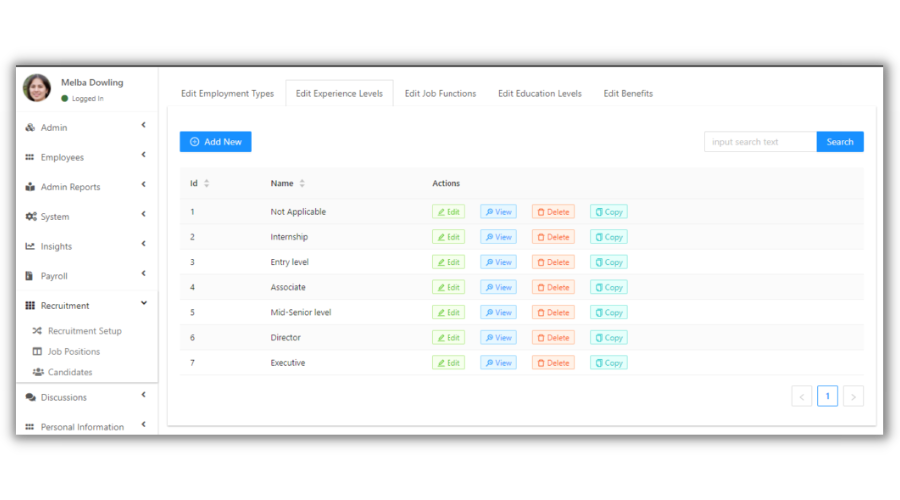 Melba Dowling
Logged In
Admin
Employees
Admin Reports
System
Insights
Payroll
Recruitment
Recruitment Setup
Job Positions
Candidates
Discussions
Personal Information
Edit Employment Types Edit Experience Levels Edit Job Functions Edit Education Levels Edit Benefits
Add New input search text Search
Id Name Actions
1 Not Applicable Edit View Delete Copy
2 Internship Edit View Delete Copy
3 Entry level Edit View Delete Copy
4 Associate Edit View Delete Copy
5 Mid-Senior level Edit View Delete Copy
6 Director Edit View Delete Copy
7 Executive Edit View Delete Copy
< 1 >